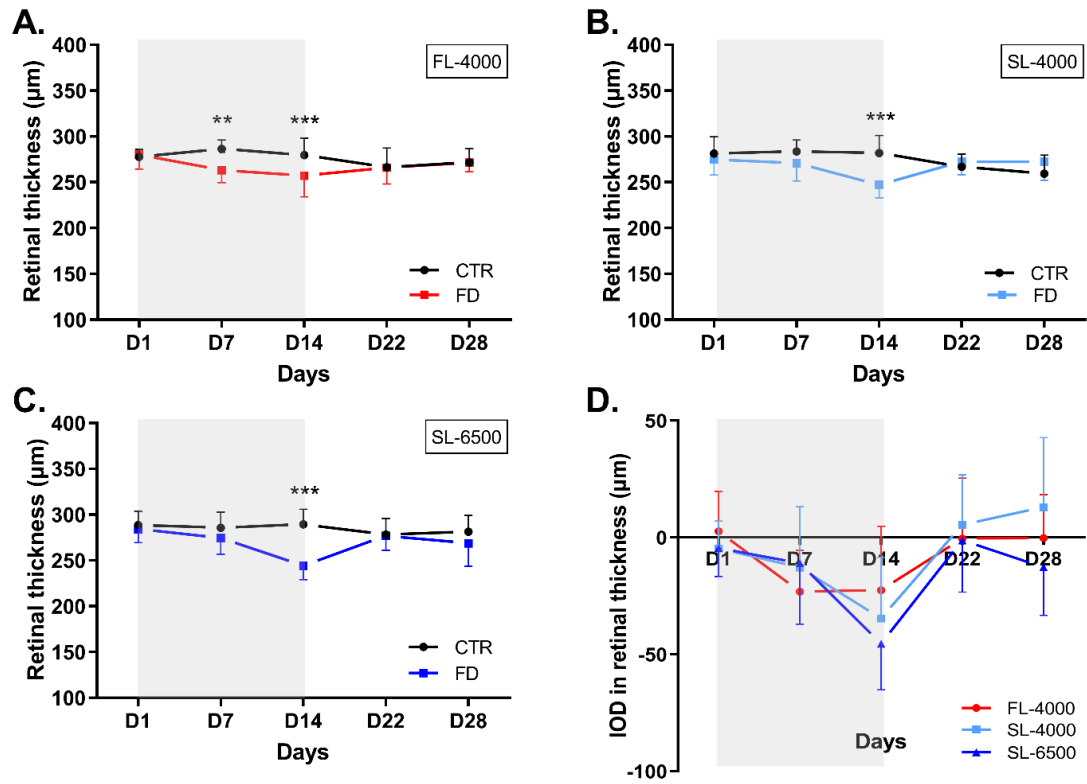 A.
FL-4000
Retinal thickness (µm)
400
350
300
250
200
150
100
**
***
CTR
FD
D1 D7 D14 D22 D28
Days
B.
SL-4000
Retinal thickness (µm)
400
350
300
250
200
150
100
***
CTR
FD
D1 D7 D14 D22 D28
Days
C.
SL-6500
Retinal thickness (µm)
400
350
300
250
200
150
100
***
CTR
FD
D1 D7 D14 D22 D28
Days
D.
IOD in retinal thickness (µm)
50
0
-50
-100
D1 D7 D14 D22 D28
Days
FL-4000
SL-4000
SL-6500